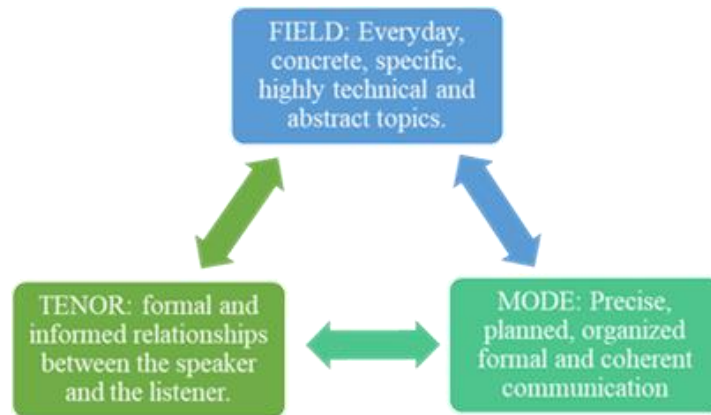 FIELD: Everyday,
concrete, specific,
highly technical and
abstract topics.
TENOR: formal and
informed relationships
between the speaker
and the listener.
MODE: Precise,
planned, organized
formal and coherent
communication